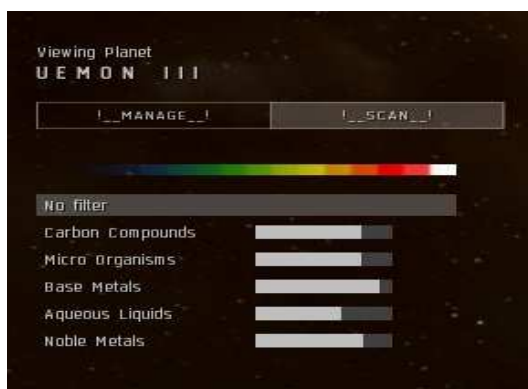 Viewing Planet
UEMON III
!__MANAGE__!
!__SCAN__!
No filter
Carbon Compounds
Micro Organisms
Base Metals
Aqueous Liquids
Noble Metals